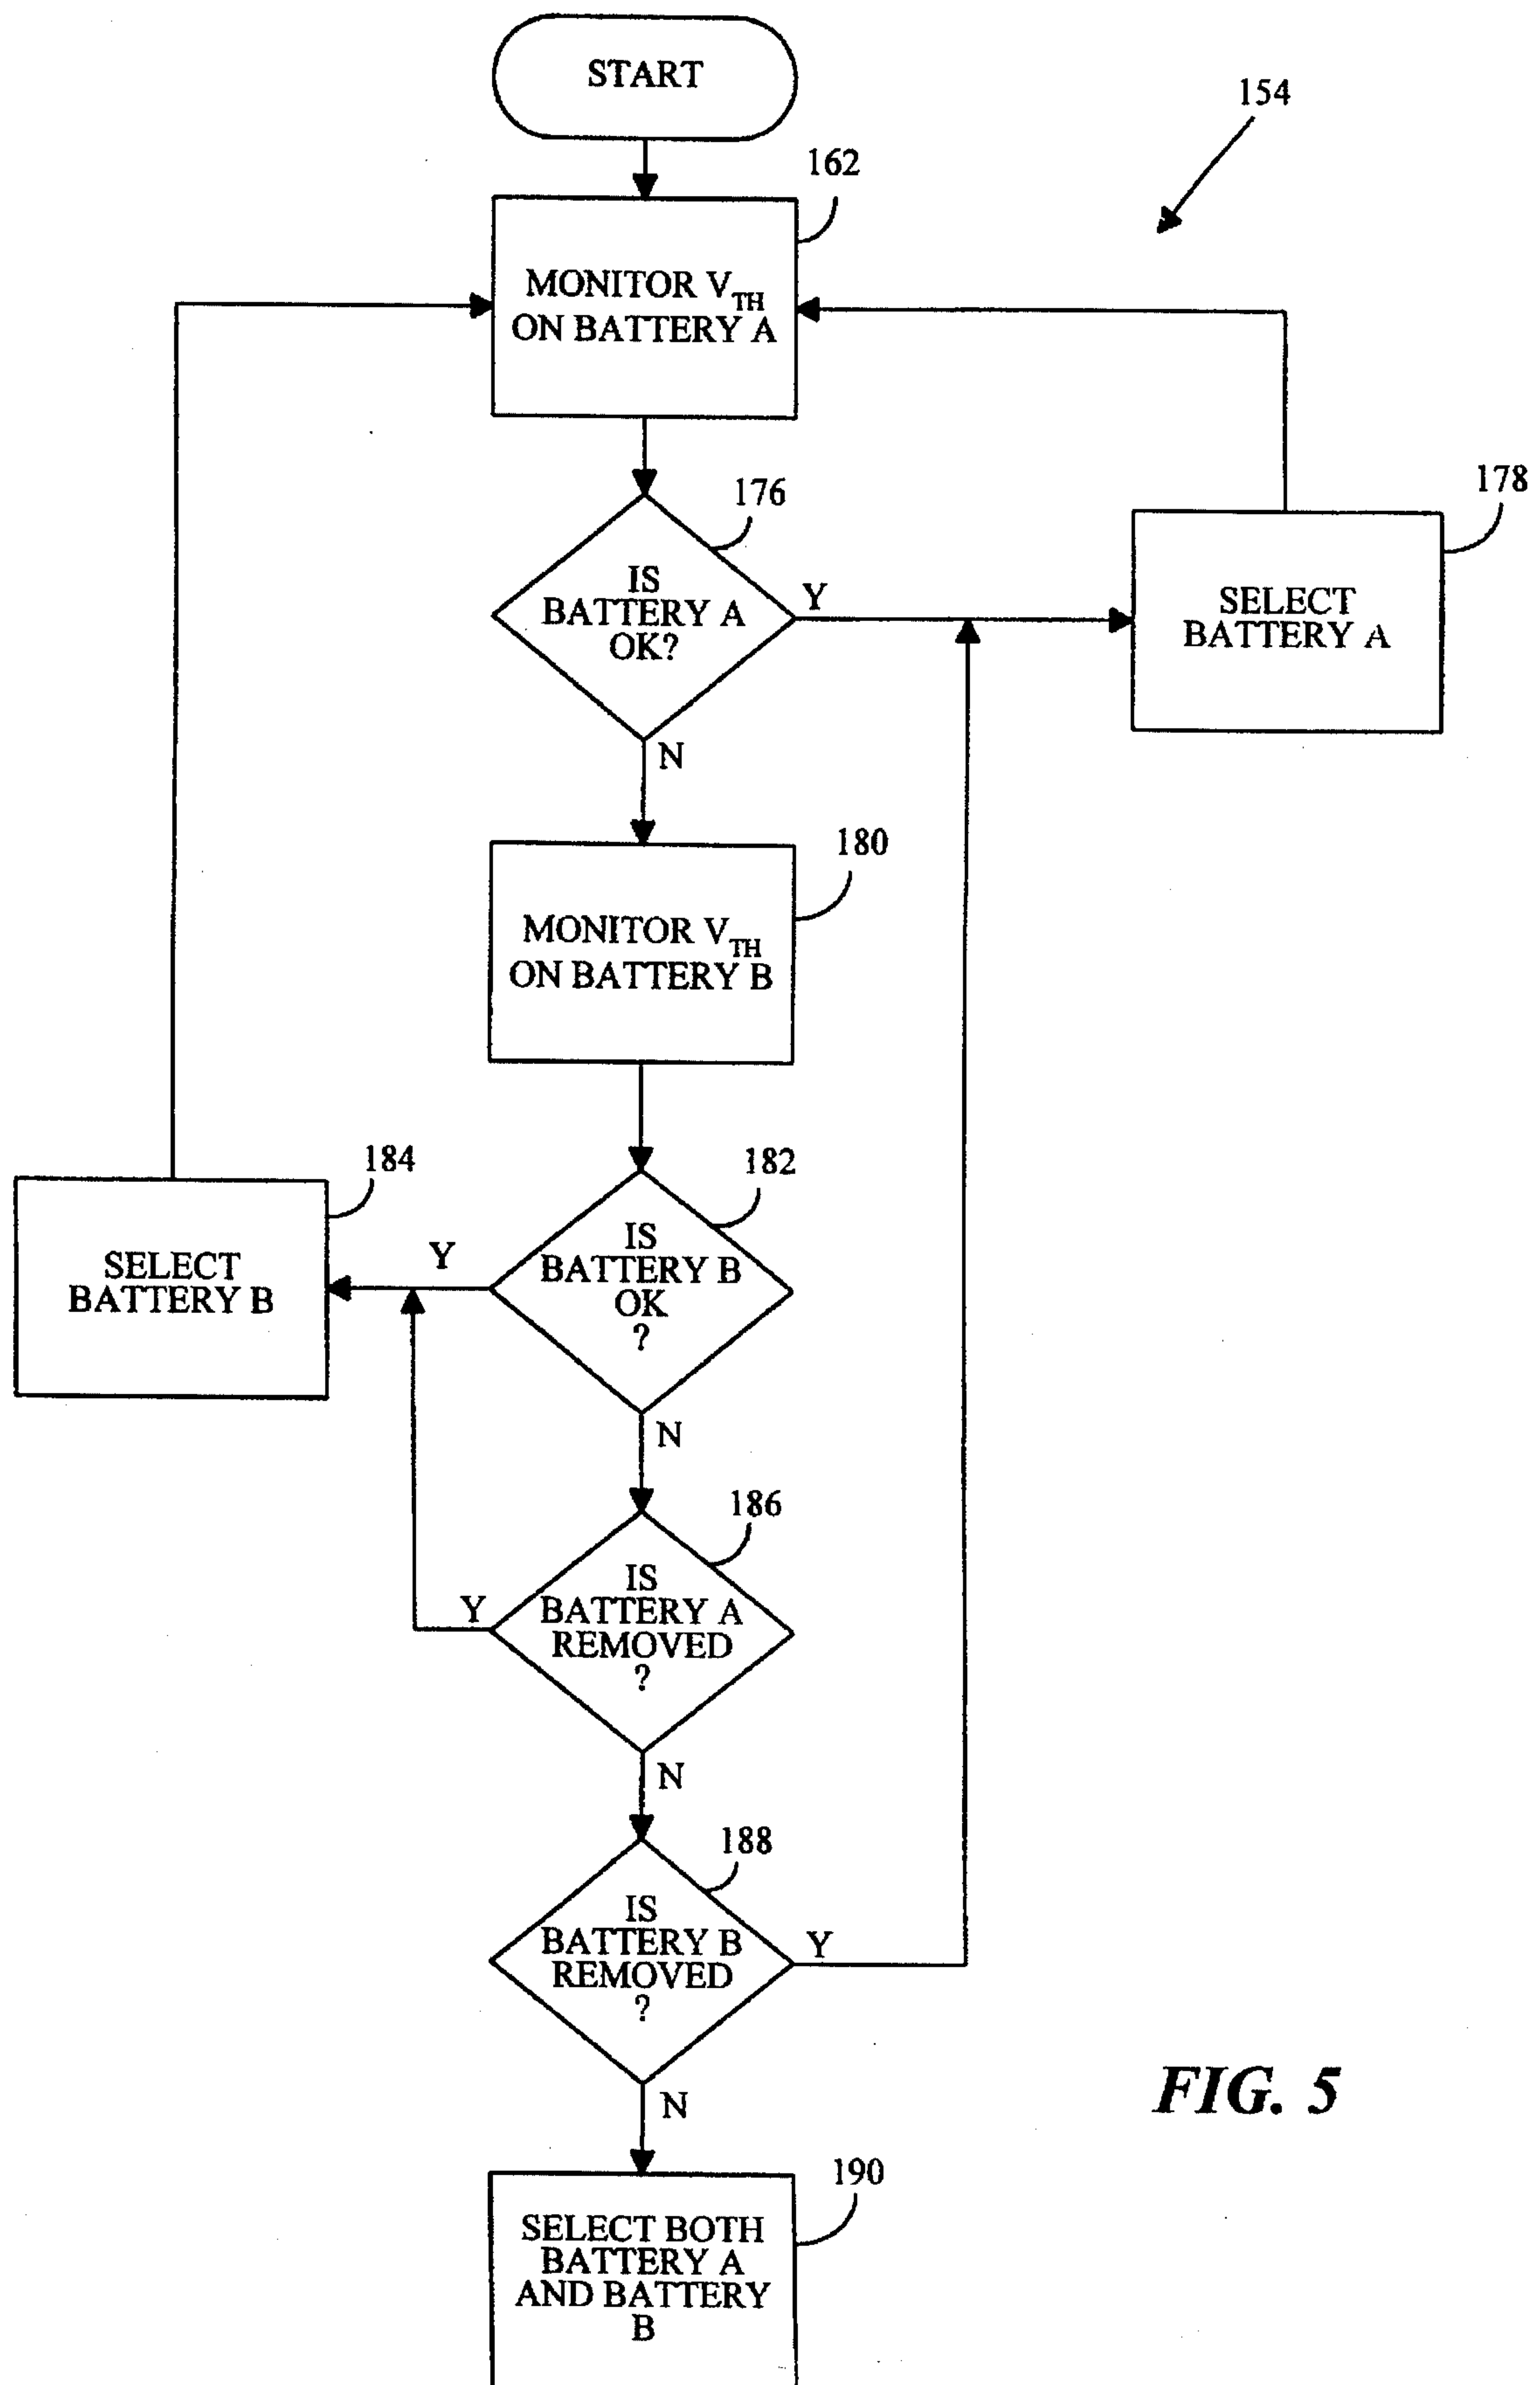 START
154
162
MONITOR V_TH
ON BATTERY A
176
178
IS
BATTERY A
OK?
Y
SELECT
BATTERY A
N
180
MONITOR V_TH
ON BATTERY B
182
184
IS
BATTERY B
OK
?
Y
SELECT
BATTERY B
N
186
IS
BATTERY A
REMOVED
?
Y
N
188
IS
BATTERY B
REMOVED
?
Y
N
FIG. 5
190
SELECT BOTH
BATTERY A
AND BATTERY
B